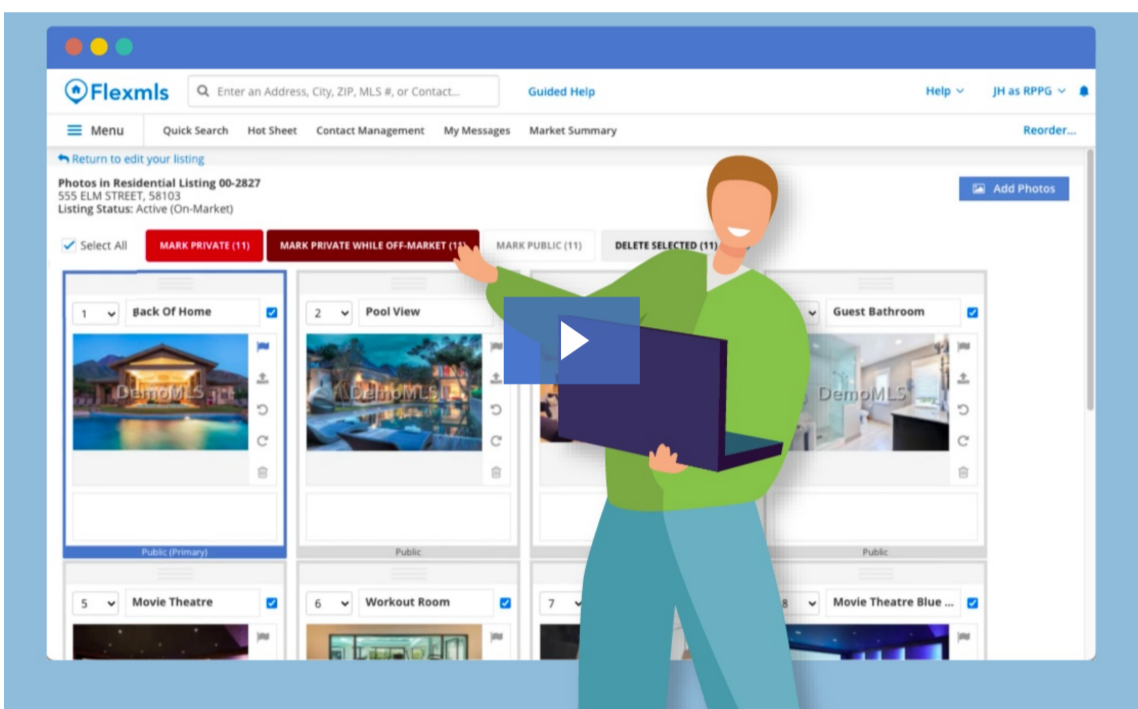 Flexmls
Enter an Address, City, ZIP, MLS #, or Contact...
Guided Help
Help
JH as RPPG
Menu
Quick Search
Hot Sheet
Contact Management
My Messages
Market Summary
Reorder...
Return to edit your listing
Photos in Residential Listing 00-2827
555 ELM STREET, 58103
Listing Status: Active (On-Market)
Add Photos
Select All
MARK PRIVATE (11)
MARK PRIVATE WHILE OFF-MARKET (11)
MARK PUBLIC (11)
DELETE SELECTED (11)
1
Back Of Home
2
Pool View
Guest Bathroom
DemoMLS
DemoMLS
DemoMLS
Public (Primary)
Public
Public
5
Movie Theatre
6
Workout Room
7
8
Movie Theatre Blue ...